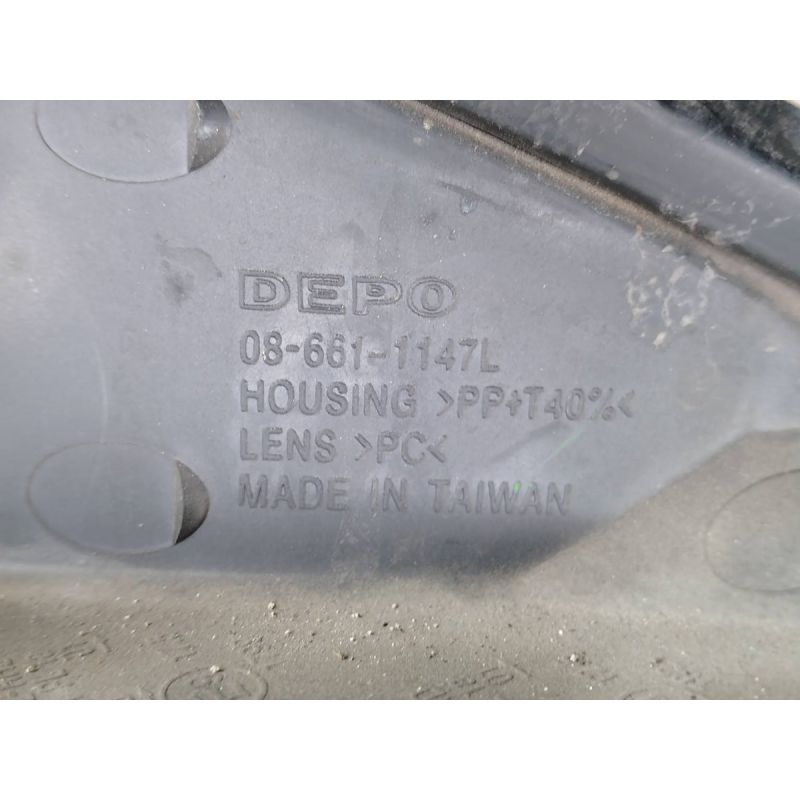 DEPO
08-661-1147L
HOUSING >PP+T40%<
LENS >PC<
MADE IN TAIWAN